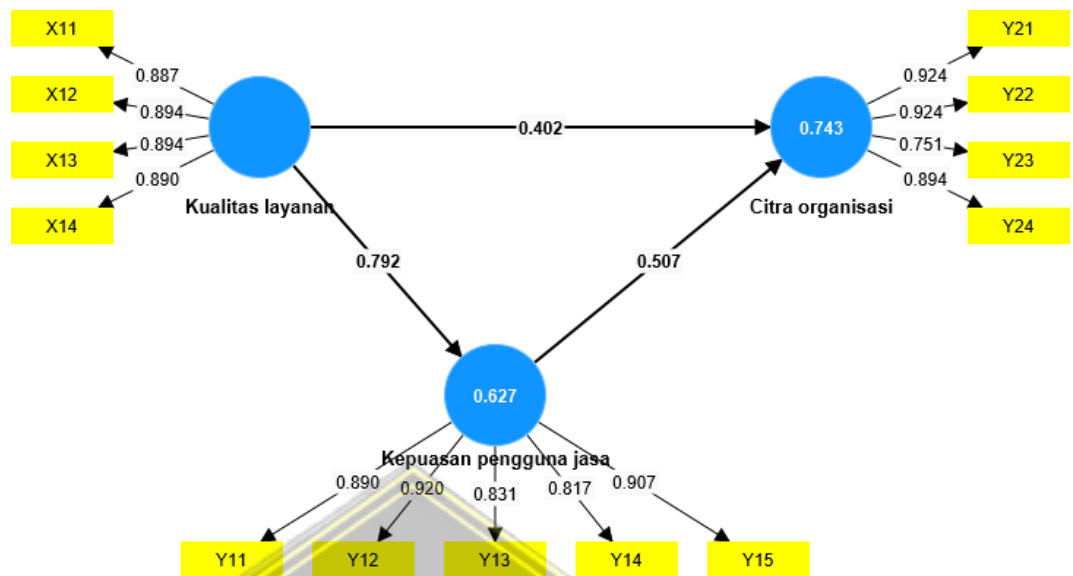 X11
X12
X13
X14
0.887
0.894
0.894
0.890
Kualitas layanan
0.402
0.792
0.507
0.743
Citra organisasi
0.924
0.924
0.751
0.894
Y21
Y22
Y23
Y24
0.627
Kepuasan pengguna jasa
0.890
0.920
0.831
0.817
0.907
Y11
Y12
Y13
Y14
Y15